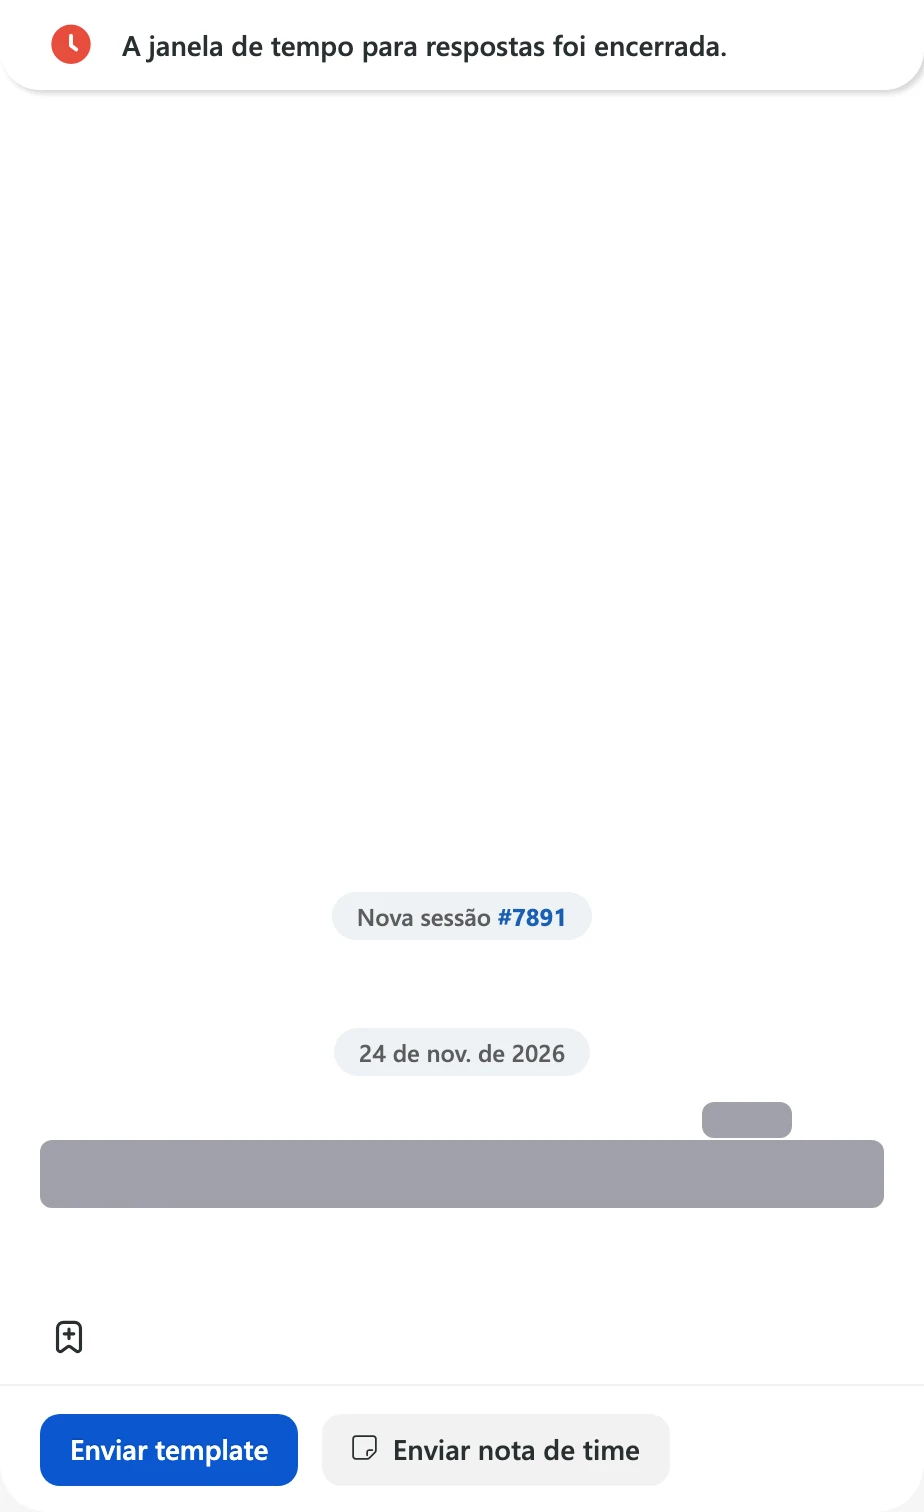 A janela de tempo para respostas foi encerrada.
Nova sessão #7891
24 de nov. de 2026
Enviar template
Enviar nota de time